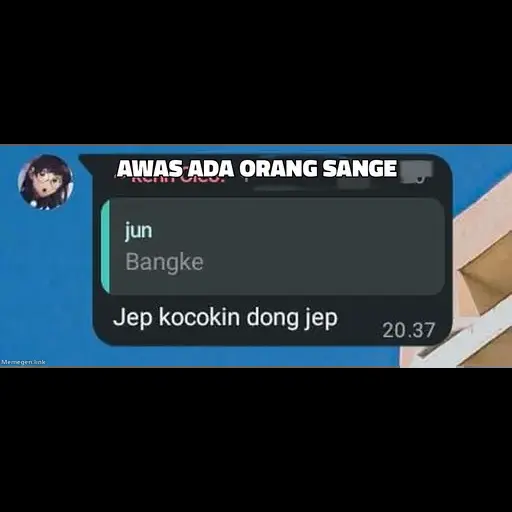 AWAS ADA ORANG SANGE
jun
Bangke
Jep kocokin dong jep
20.37
Memegen.link